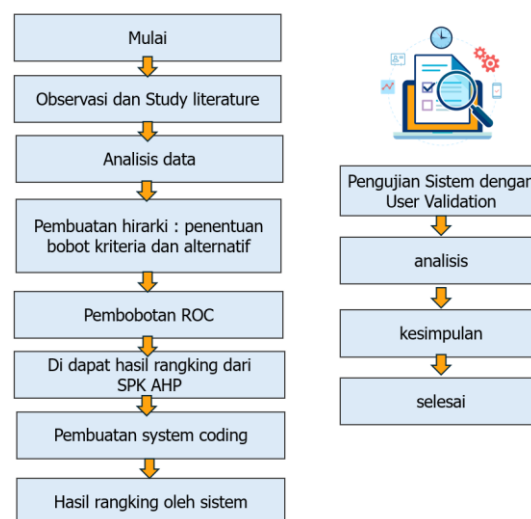 Mulai
Observasi dan Study literature
Analisis data
Pembuatan hirarki : penentuan
bobot kriteria dan alternatif
Pembobotan ROC
Di dapat hasil rangking dari
SPK AHP
Pembuatan system coding
Hasil rangking oleh sistem
Pengujian Sistem dengan
User Validation
analisis
kesimpulan
selesai